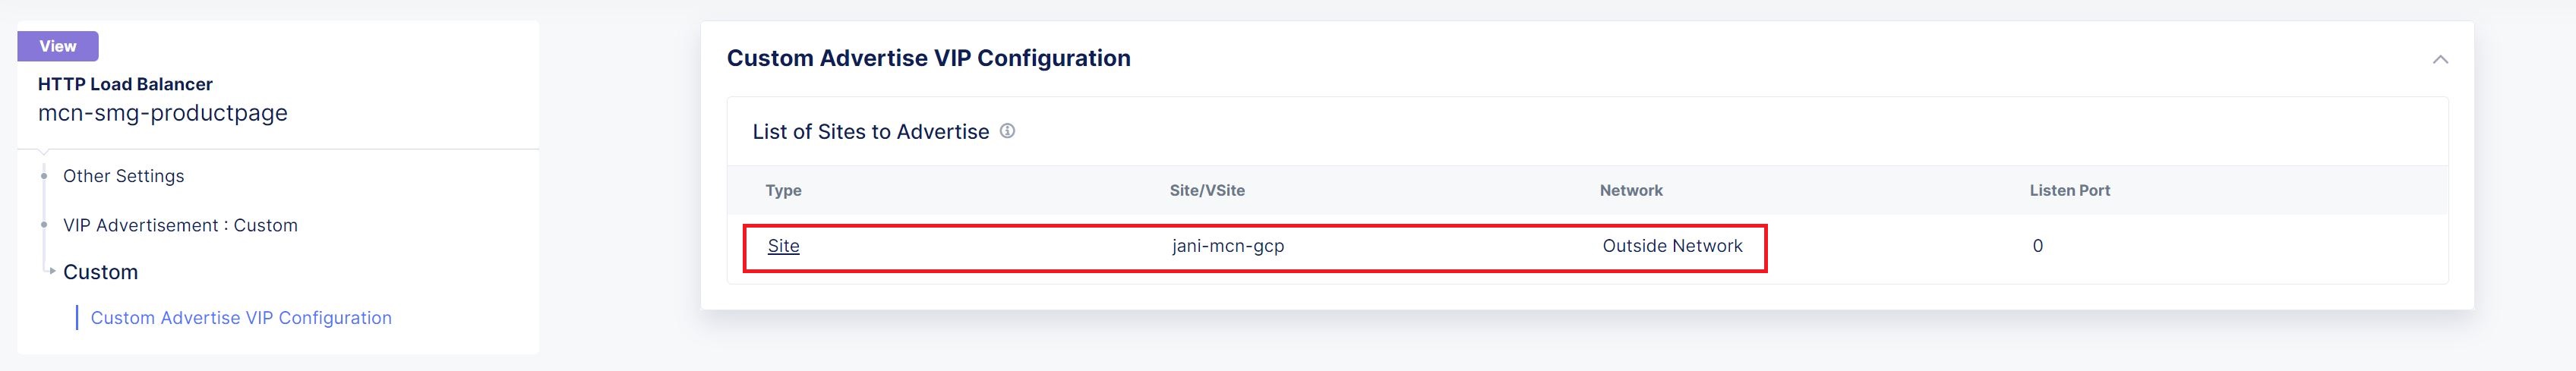 View
HTTP Load Balancer
mcn-smg-productpage
Other Settings
VIP Advertisement : Custom
Custom
Custom Advertise VIP Configuration
Custom Advertise VIP Configuration
List of Sites to Advertise
Type Site/VSite Network Listen Port
Site jani-mcn-gcp Outside Network 0